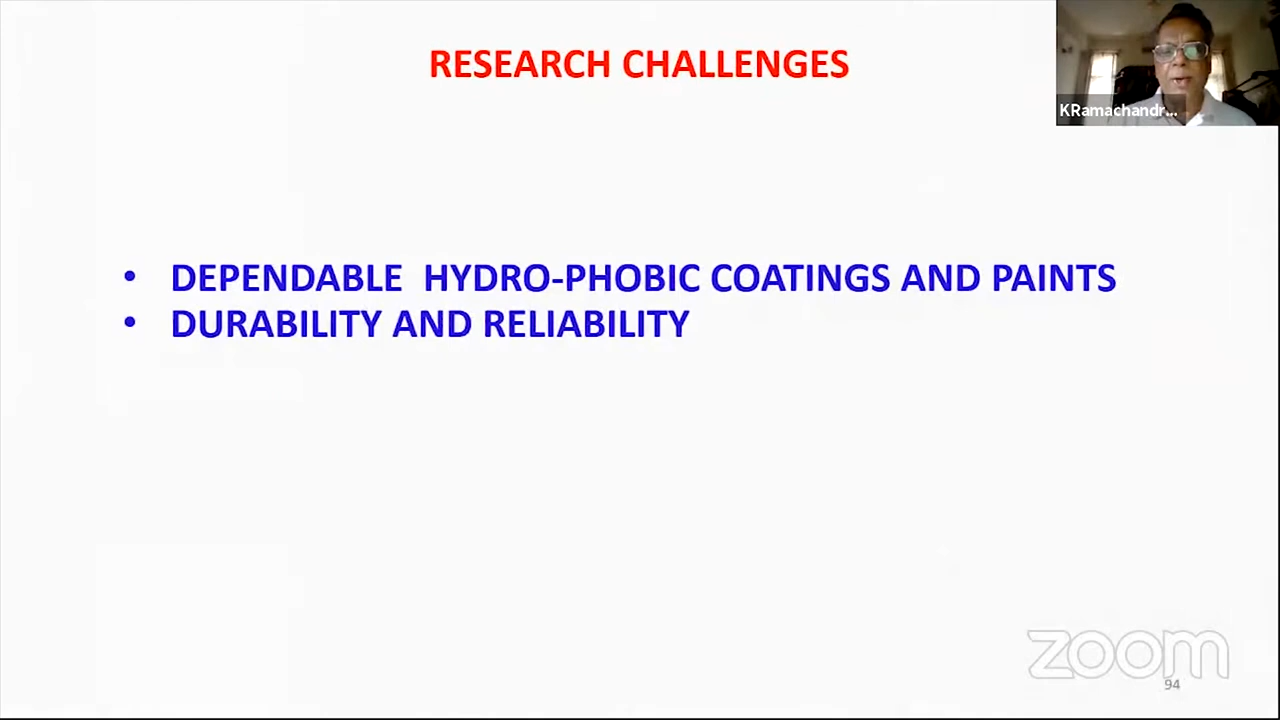 RESEARCH CHALLENGES
KRamachandr...
• DEPENDABLE HYDRO-PHOBIC COATINGS AND PAINTS
• DURABILITY AND RELIABILITY
zoom
94